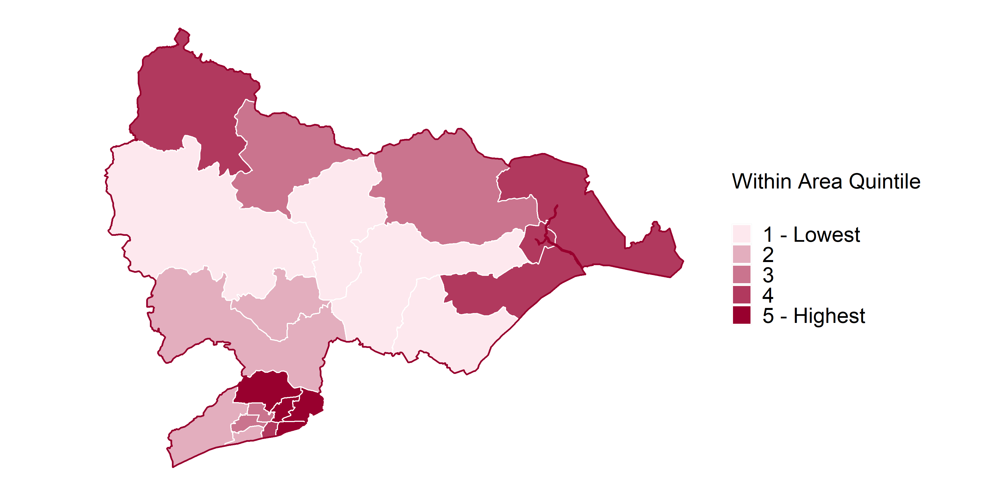 Within Area Quintile
1 - Lowest
2
3
4
5 - Highest